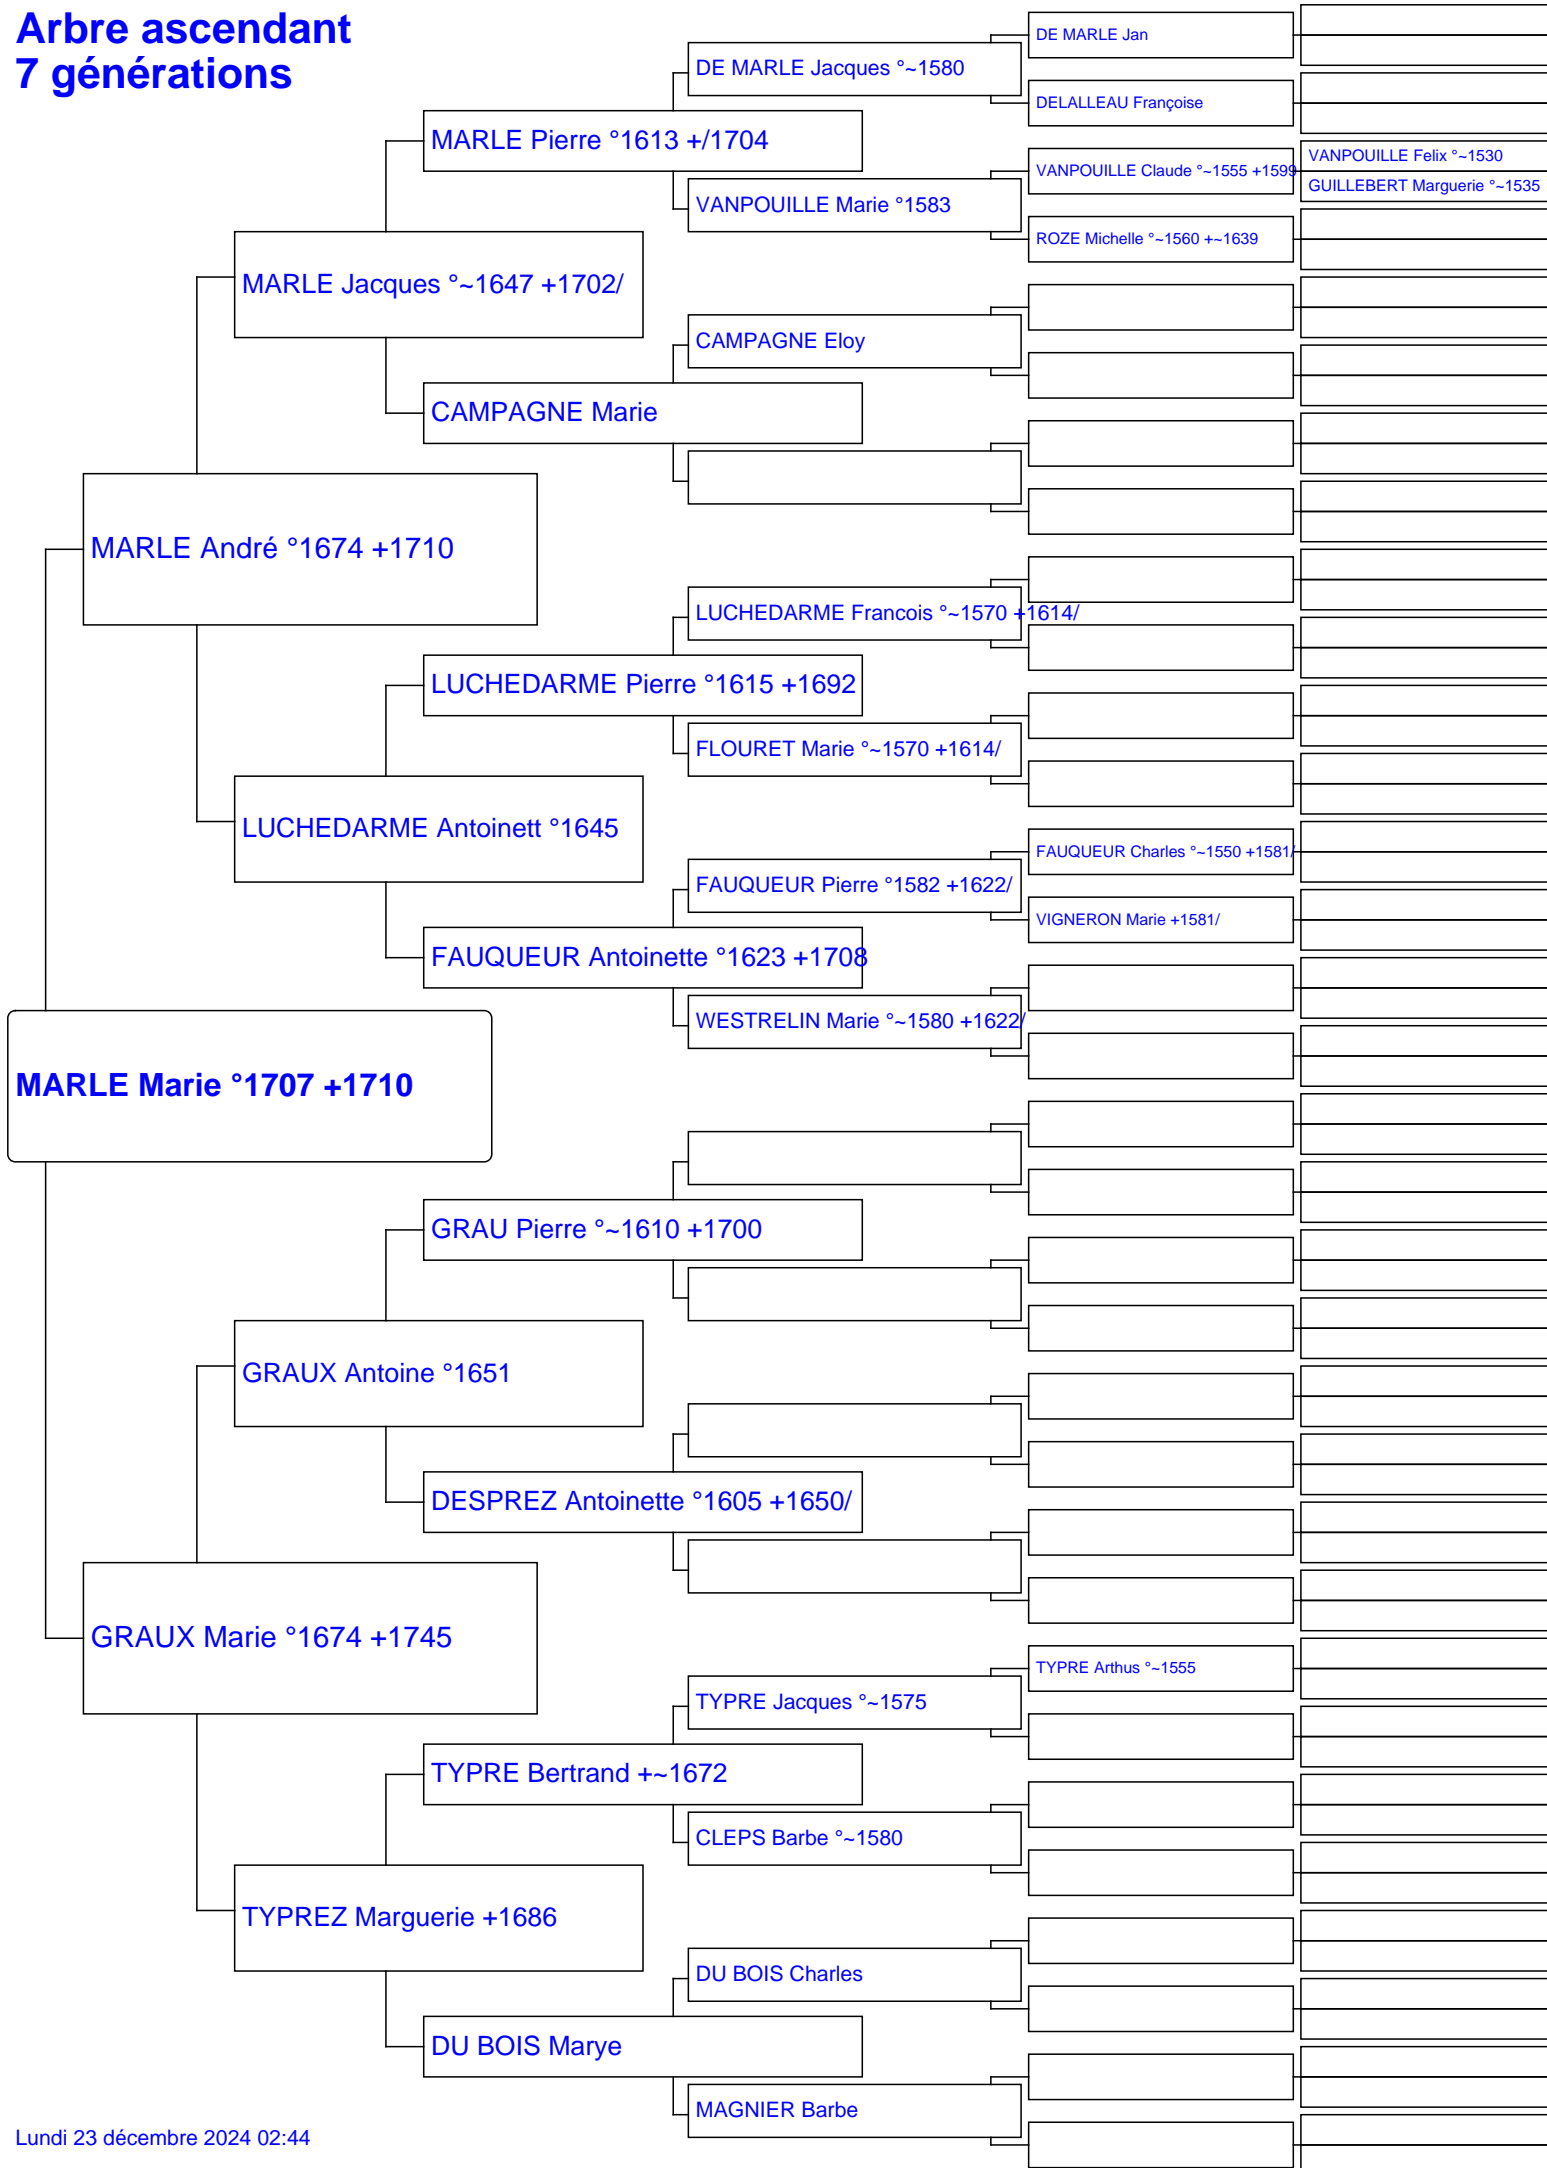 Arbre ascendant
7 générations
DE MARLE Jan
DE MARLE Jacques °~1580
DELALLEAU Françoise
MARLE Pierre °1613 +/1704
VANPOUILLE Felix °~1530
VANPOUILLE Claude °~1555 +1599
GUILLEBERT Marguerie °~1535
VANPOUILLE Marie °1583
ROZE Michelle °~1560 +~1639
MARLE Jacques °~1647 +1702/
CAMPAGNE Eloy
CAMPAGNE Marie
MARLE André °1674 +1710
LUCHEDARME Francois °~1570 +1614/
LUCHEDARME Pierre °1615 +1692
FLOURET Marie °~1570 +1614/
LUCHEDARME Antoinett °1645
FAUQUEUR Charles °~1550 +1581/
FAUQUEUR Pierre °1582 +1622/
VIGNERON Marie +1581/
FAUQUEUR Antoinette °1623 +1708
WESTRELIN Marie °~1580 +1622/
MARLE Marie °1707 +1710
GRAU Pierre °~1610 +1700
GRAUX Antoine °1651
DESPREZ Antoinette °1605 +1650/
GRAUX Marie °1674 +1745
TYPRE Arthus °~1555
TYPRE Jacques °~1575
TYPRE Bertrand +~1672
CLEPS Barbe °~1580
TYPREZ Marguerie +1686
DU BOIS Charles
DU BOIS Marye
MAGNIER Barbe
Lundi 23 décembre 2024 02:44